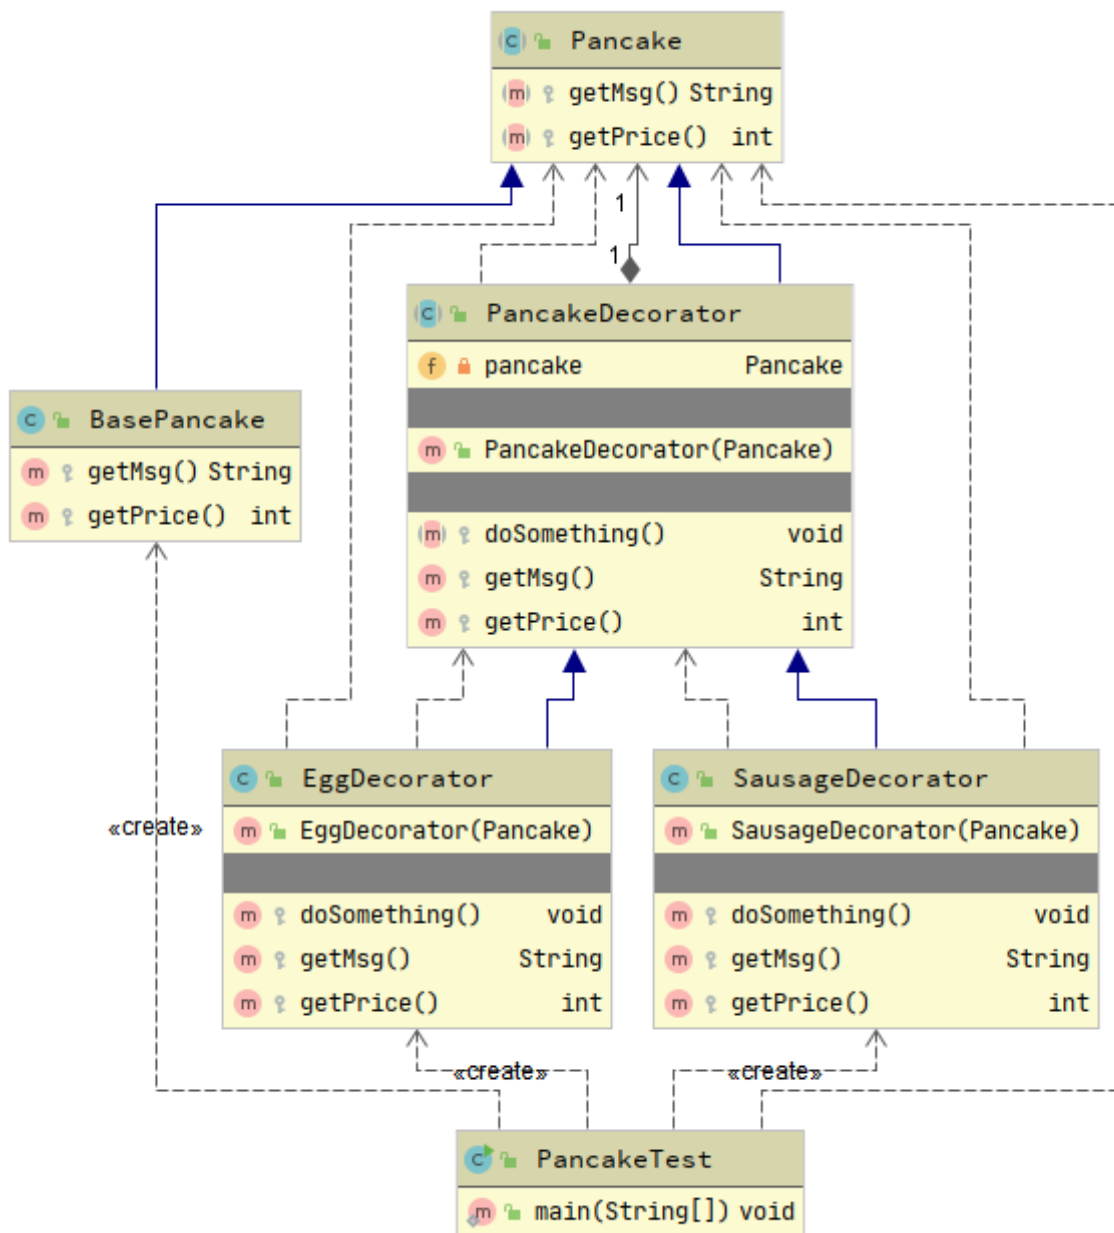 Pancake
getMsg() String
getPrice() int
1
1
PancakeDecorator
pancake Pancake
PancakeDecorator(Pancake)
doSomething() void
getMsg() String
getPrice() int
BasePancake
getMsg() String
getPrice() int
EggDecorator
EggDecorator(Pancake)
doSomething() void
getMsg() String
getPrice() int
SausageDecorator
SausageDecorator(Pancake)
doSomething() void
getMsg() String
getPrice() int
«create»
«create»
«create»
PancakeTest
main(String[]) void